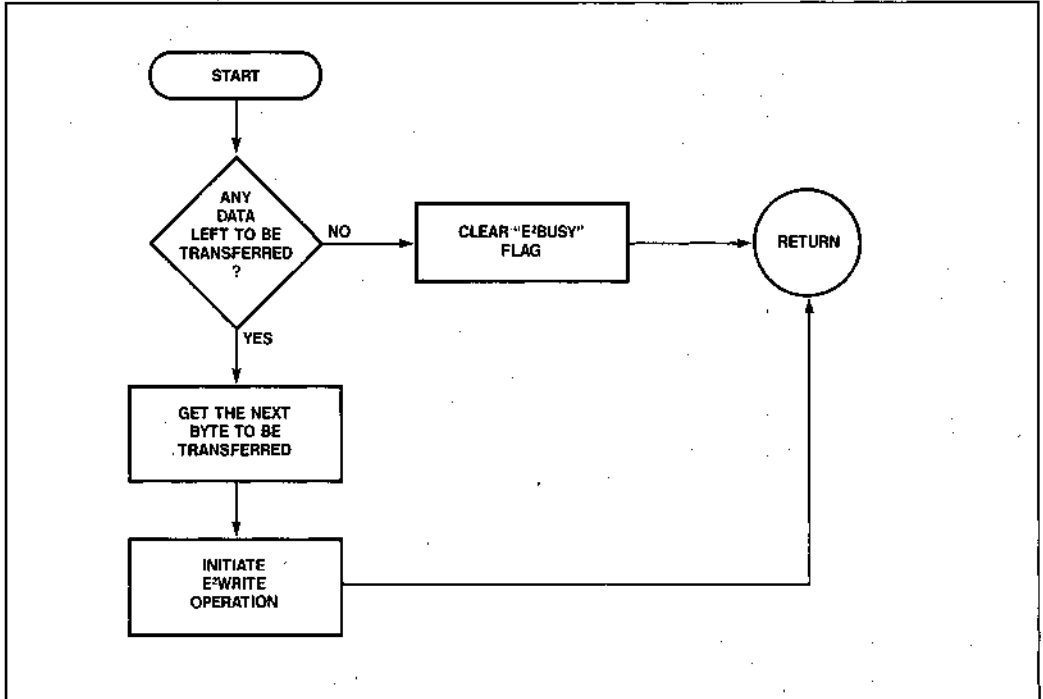 START
ANY
DATA
LEFT TO BE
TRANSFERRED
?
NO
CLEAR "E²BUSY"
FLAG
RETURN
YES
GET THE NEXT
BYTE TO BE
TRANSFERRED
INITIATE
E²WRITE
OPERATION